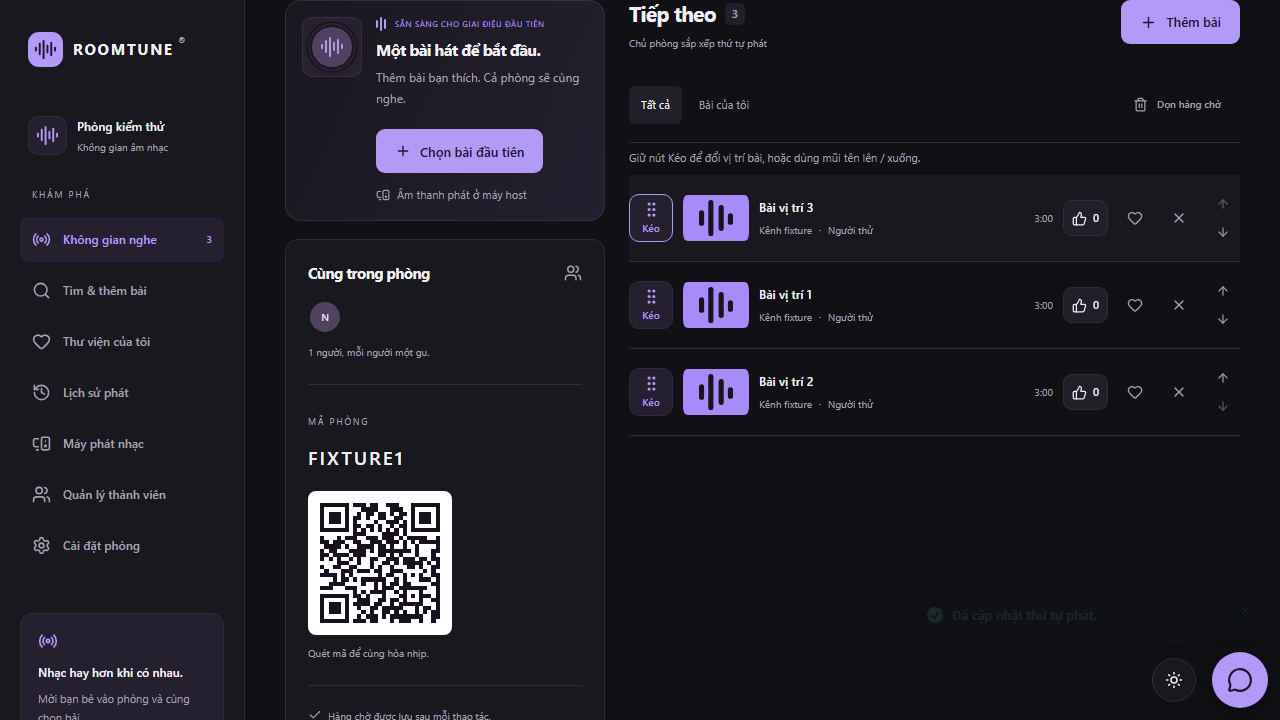 ROOMTUNE ®
Phòng kiểm thử
Không gian âm nhạc
KHÁM PHÁ
Không gian nghe 3
Tìm & thêm bài
Thư viện của tôi
Lịch sử phát
Máy phát nhạc
Quản lý thành viên
Cài đặt phòng
Nhạc hay hơn khi có nhau.
Mời bạn bè vào phòng và cùng
chọn bài
SẴN SÀNG CHO GIAI ĐIỆU ĐẦU TIÊN
Một bài hát để bắt đầu.
Thêm bài bạn thích. Cả phòng sẽ cùng
nghe.
Chọn bài đầu tiên
Âm thanh phát ở máy host
Cùng trong phòng
N
1 người, mỗi người một gu.
MÃ PHÒNG
FIXTURE1
Quét mã để cùng hòa nhịp.
Hàng chờ được lưu sau mỗi thao tác.
Tiếp theo 3
Chủ phòng sắp xếp thứ tự phát
Thêm bài
Tất cả
Bài của tôi
Dọn hàng chờ
Giữ nút Kéo để đổi vị trí bài, hoặc dùng mũi tên lên / xuống.
Kéo
Bài vị trí 3
Kênh fixture · Người thử
3:00
0
Kéo
Bài vị trí 1
Kênh fixture · Người thử
3:00
0
Kéo
Bài vị trí 2
Kênh fixture · Người thử
3:00
0
Đã cập nhật thứ tự phát.